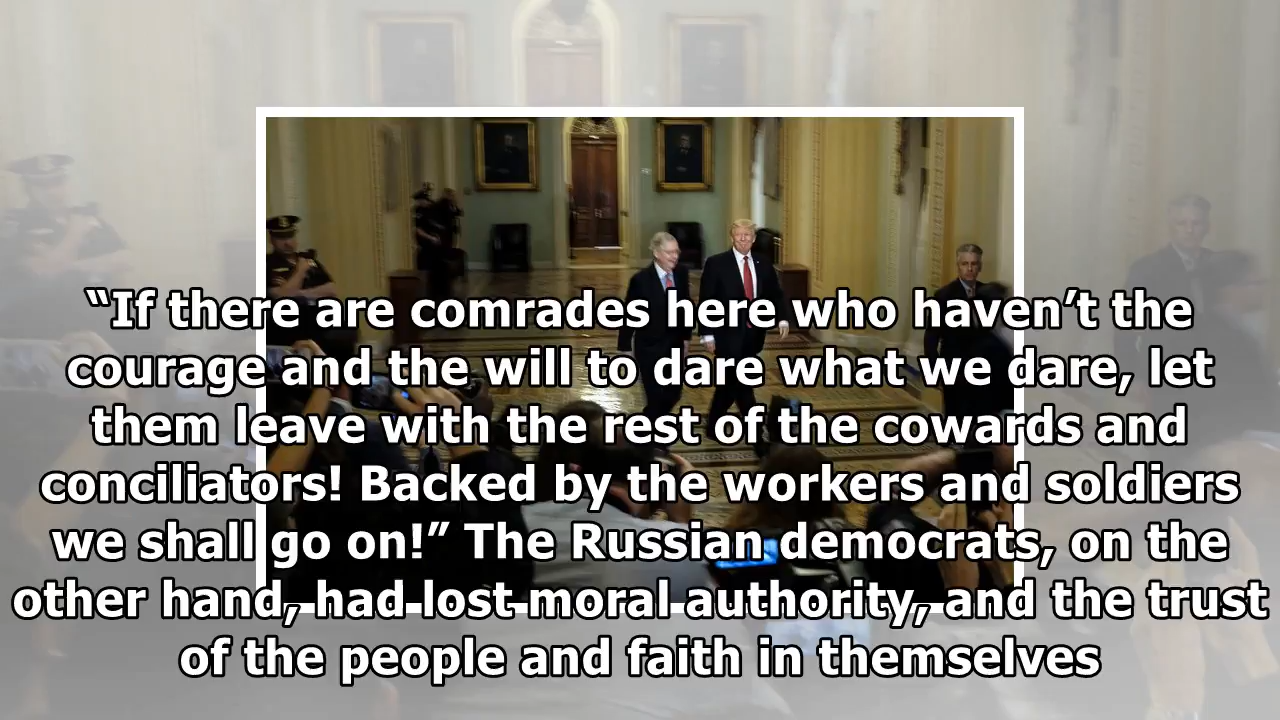 “If there are comrades here who haven’t the
courage and the will to dare what we dare, let
them leave with the rest of the cowards and
conciliators! Backed by the workers and soldiers
we shall go on!” The Russian democrats, on the
other hand, had lost moral authority, and the trust
of the people and faith in themselves